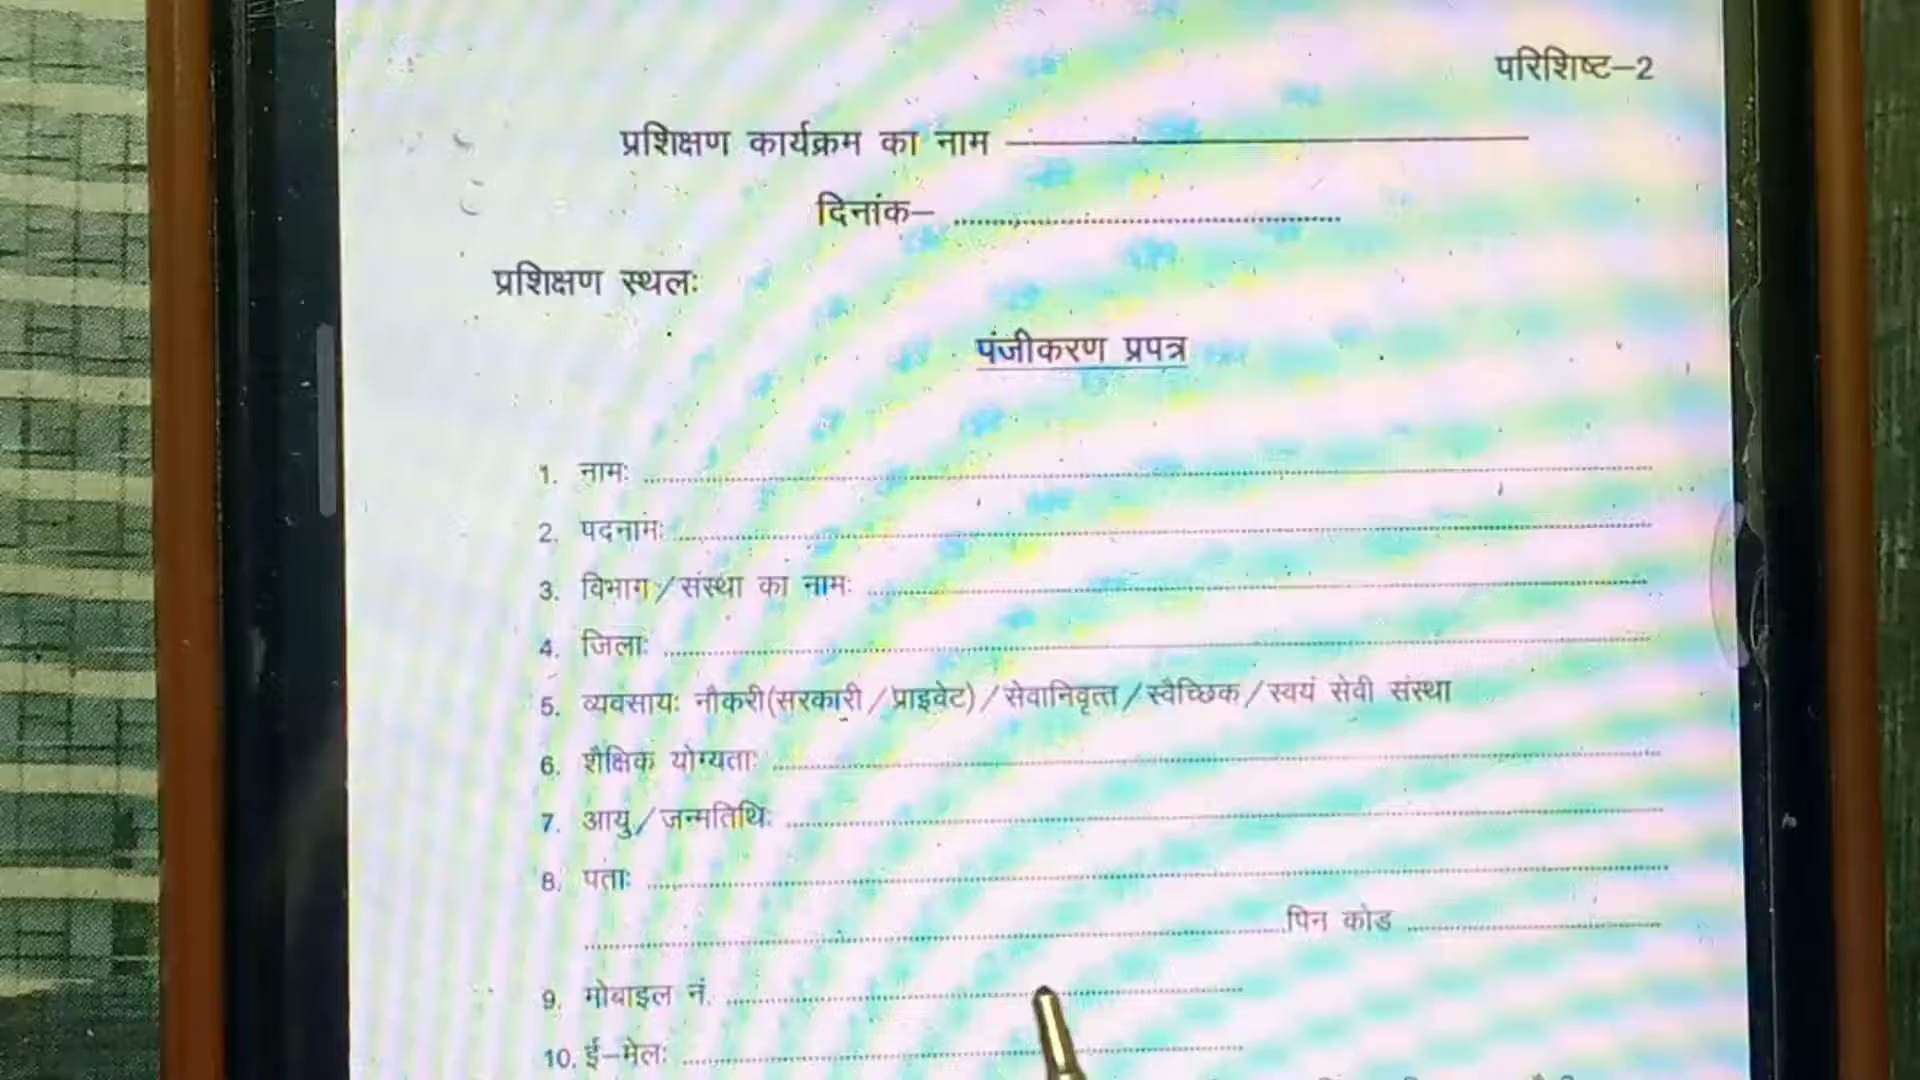 परिशिष्ट–2
प्रशिक्षण कार्यक्रम का नाम
दिनांक–
प्रशिक्षण स्थलः
पंजीकरण प्रपत्र
1. नामः
2. पदनामः
3. विभाग/संस्था का नामः
4. जिलाः
5. व्यवसायः नौकरी(सरकारी/प्राइवेट)/सेवानिवृत्त/स्वैच्छिक/स्वयं सेवी संस्था
6. शैक्षिक योग्यताः
7. आयु/जन्मतिथिः
8. पताः
पिन कोड
9. मोबाइल नं.
10. ई–मेलः